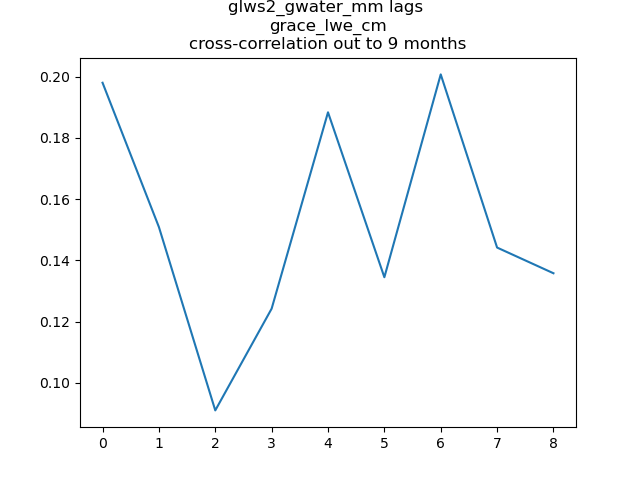 glws2_gwater_mm lags
grace_lwe_cm
cross-correlation out to 9 months
0.20
0.18
0.16
0.14
0.12
0.10
0 1 2 3 4 5 6 7 8